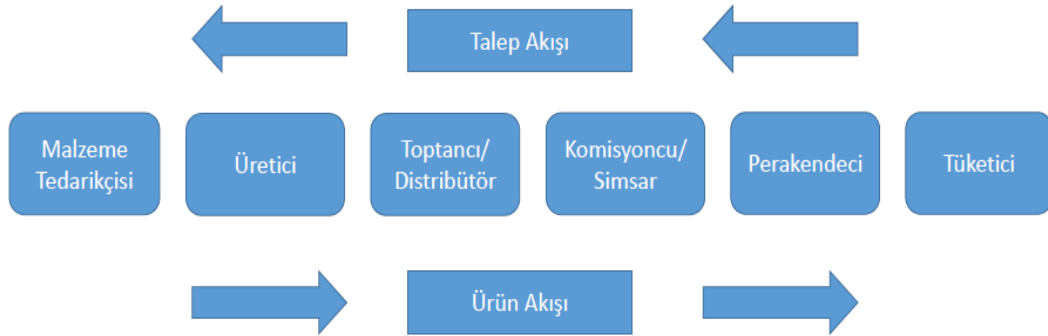 Talep Akışı
Malzeme
Tedarikçisi
Üretici
Toptancı/
Distribütör
Komisyoncu/
Simsar
Perakendeci
Tüketici
Ürün Akışı